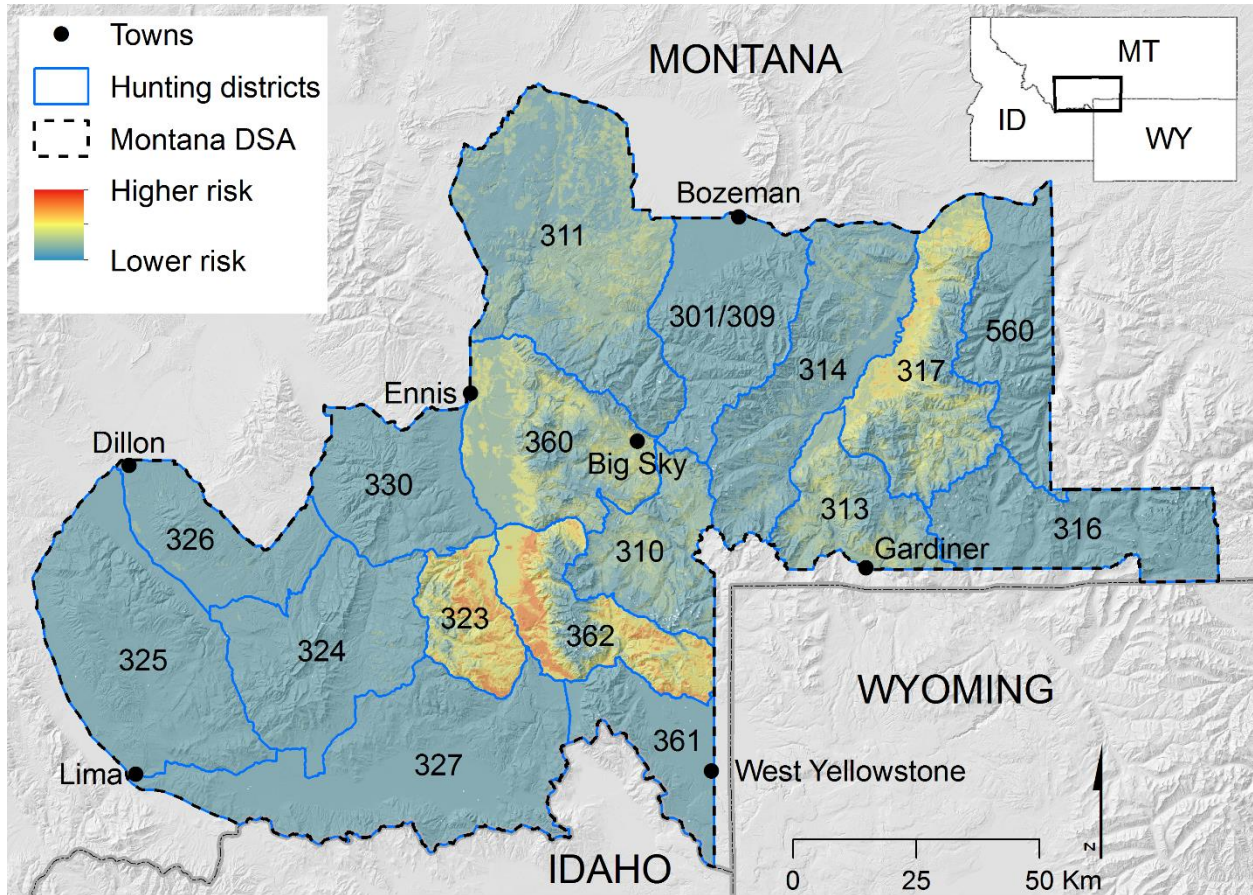 Towns
Hunting districts
Montana DSA
Higher risk
Lower risk
MONTANA
MT
ID
WY
Bozeman
311
301/309
560
314
317
Ennis
360
Big Sky
Dillon
330
313
316
326
310
Gardiner
323
362
325
324
WYOMING
327
361
Lima
West Yellowstone
IDAHO
N
0 25 50 Km